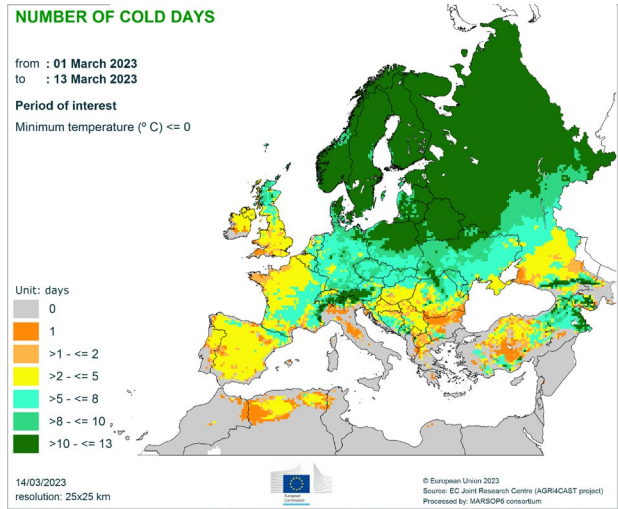 NUMBER OF COLD DAYS
from : 01 March 2023
to : 13 March 2023
Period of interest
Minimum temperature (º C) <= 0
Unit: days
0
1
>1 - <= 2
>2 - <= 5
>5 - <= 8
>8 - <= 10
>10 - <= 13
14/03/2023
resolution: 25x25 km
European
Commission
© European Union 2023
Source: EC Joint Research Centre (AGRI4CAST project)
Processed by: MARSOP6 consortium